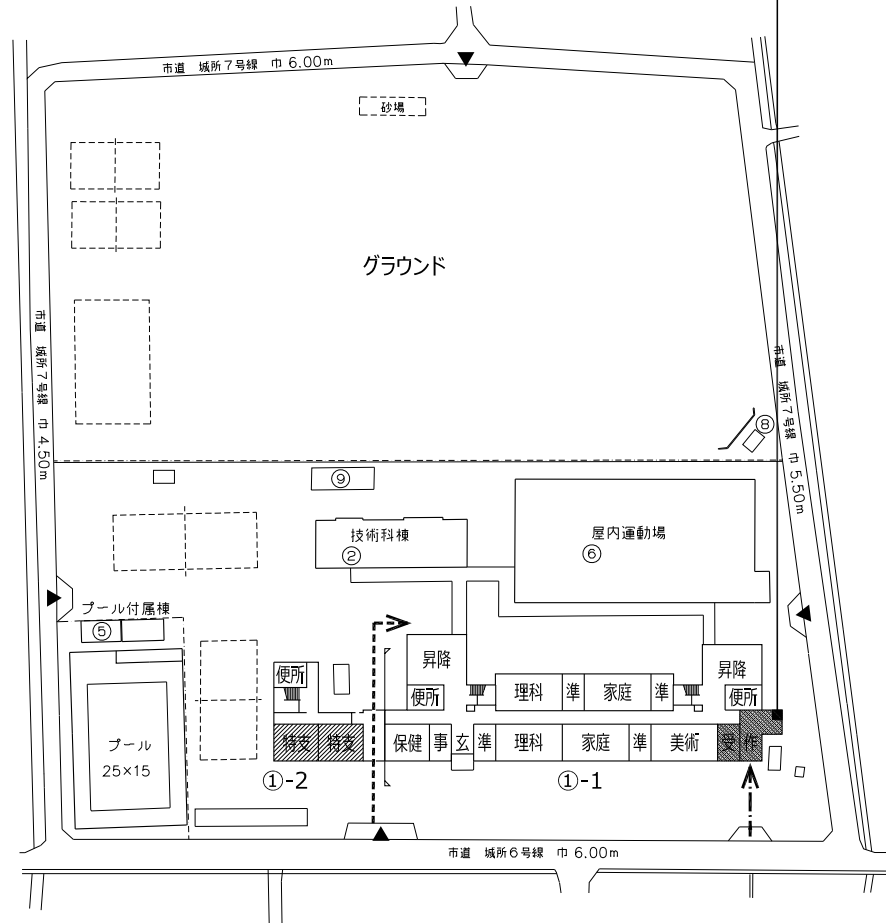 市道 城所7号線 巾 6.00m
砂場
グラウンド
市道 城所7号線 巾 4.50m
市道 城所7号線 巾 5.50m
⑧
⑨
技術科棟
②
屋内運動場
⑥
プール付属棟
⑤
昇降
便所
昇降
便所
便所
理科
準
家庭
準
特支
特支
保健
事
玄
準
理科
家庭
準
美術
受
作
プール
25×15
①-2
①-1
市道 城所6号線 巾 6.00m